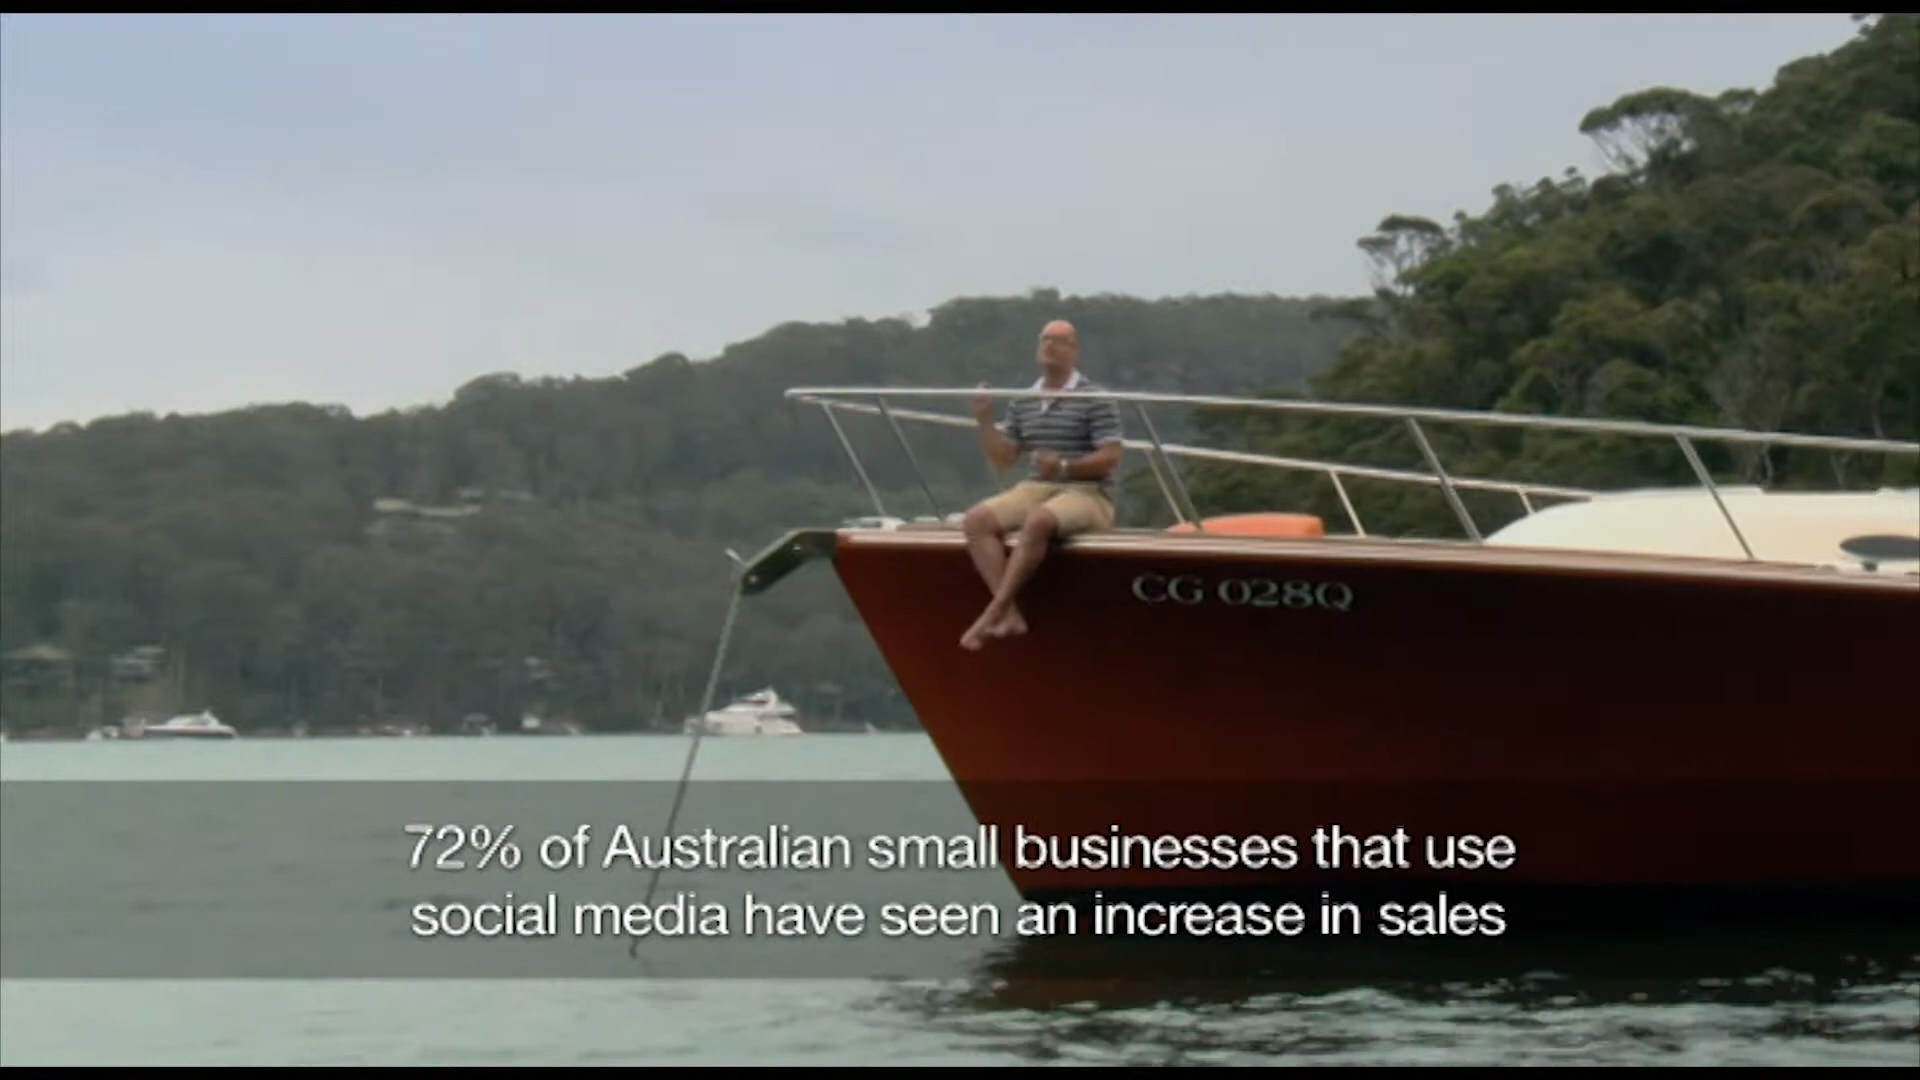 CG 028Q
72% of Australian small businesses that use
social media have seen an increase in sales